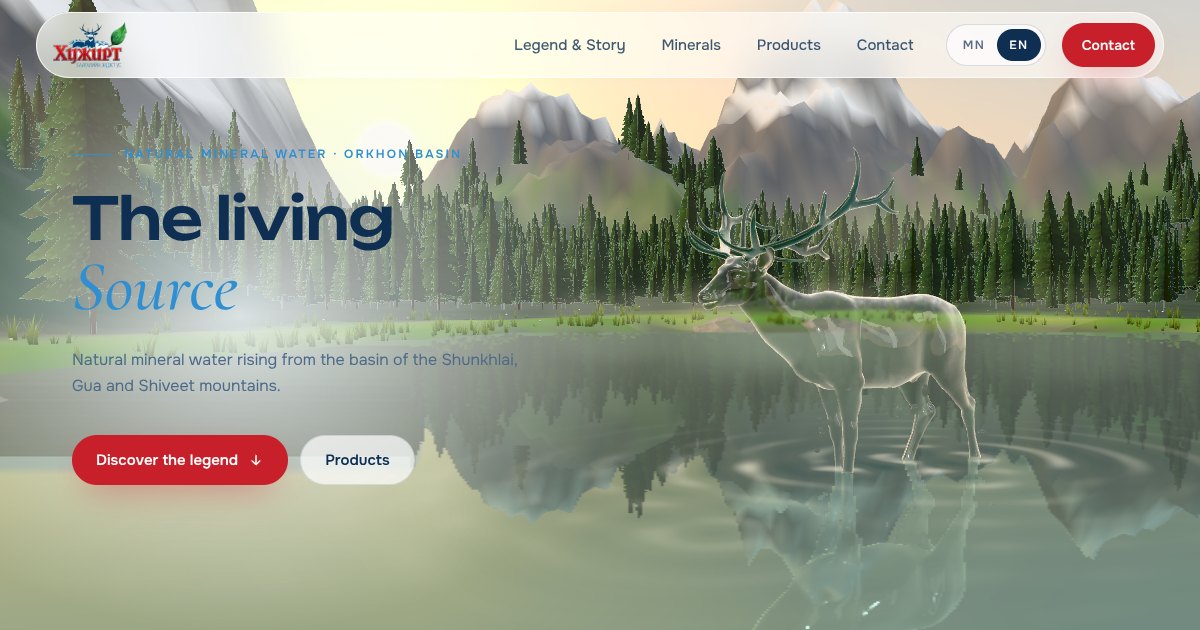 Хужирт
Legend & Story
Minerals
Products
Contact
MN
EN
Contact
NATURAL MINERAL WATER · ORKHON BASIN
The living
Source
Natural mineral water rising from the basin of the Shunkhlai,
Gua and Shiveet mountains.
Discover the legend ↓
Products